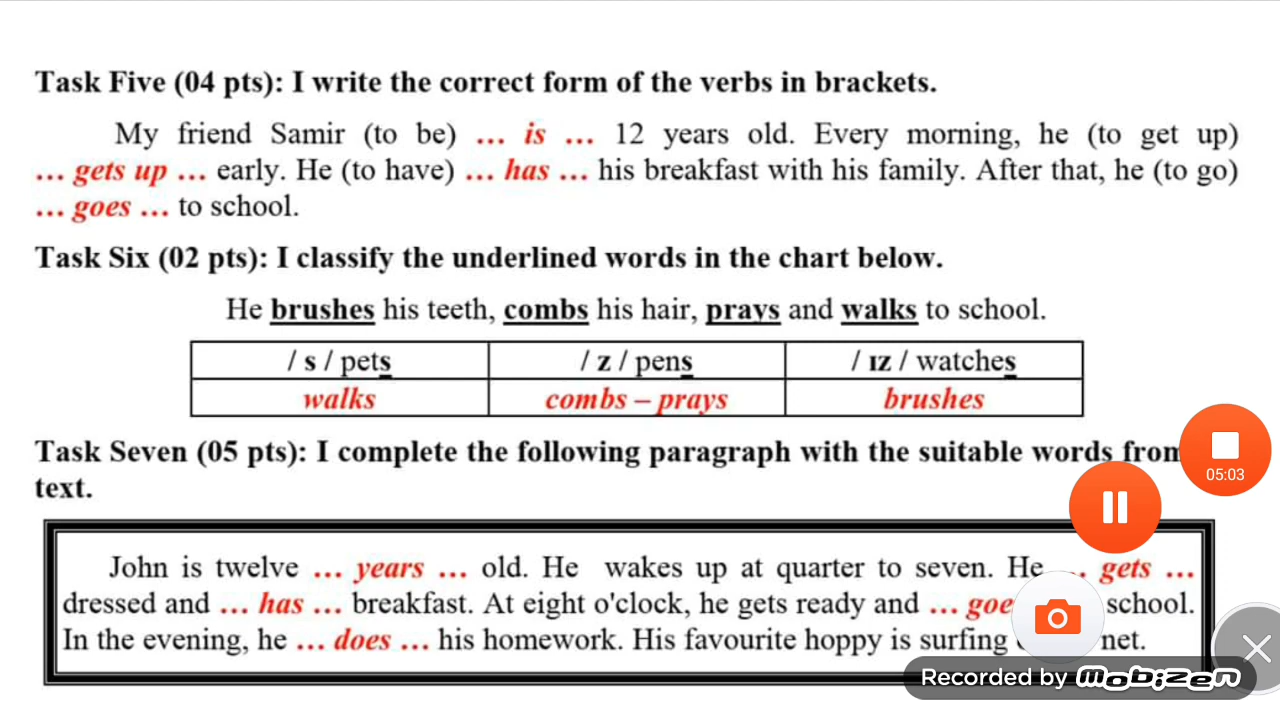 Task Five (04 pts): I write the correct form of the verbs in brackets.
My friend Samir (to be) ... is ... 12 years old. Every morning, he (to get up)
... gets up ... early. He (to have) ... has ... his breakfast with his family. After that, he (to go)
... goes ... to school.
Task Six (02 pts): I classify the underlined words in the chart below.
He brushes his teeth, combs his hair, prays and walks to school.
/ s / pets / z / pens / ɪz / watches
walks combs – prays brushes
Task Seven (05 pts): I complete the following paragraph with the suitable words from
text.
05:03
John is twelve ... years ... old. He wakes up at quarter to seven. He ... gets ...
dressed and ... has ... breakfast. At eight o'clock, he gets ready and ... school.
In the evening, he ... does ... his homework. His favourite hoppy is surfing net.
Recorded by mobizen